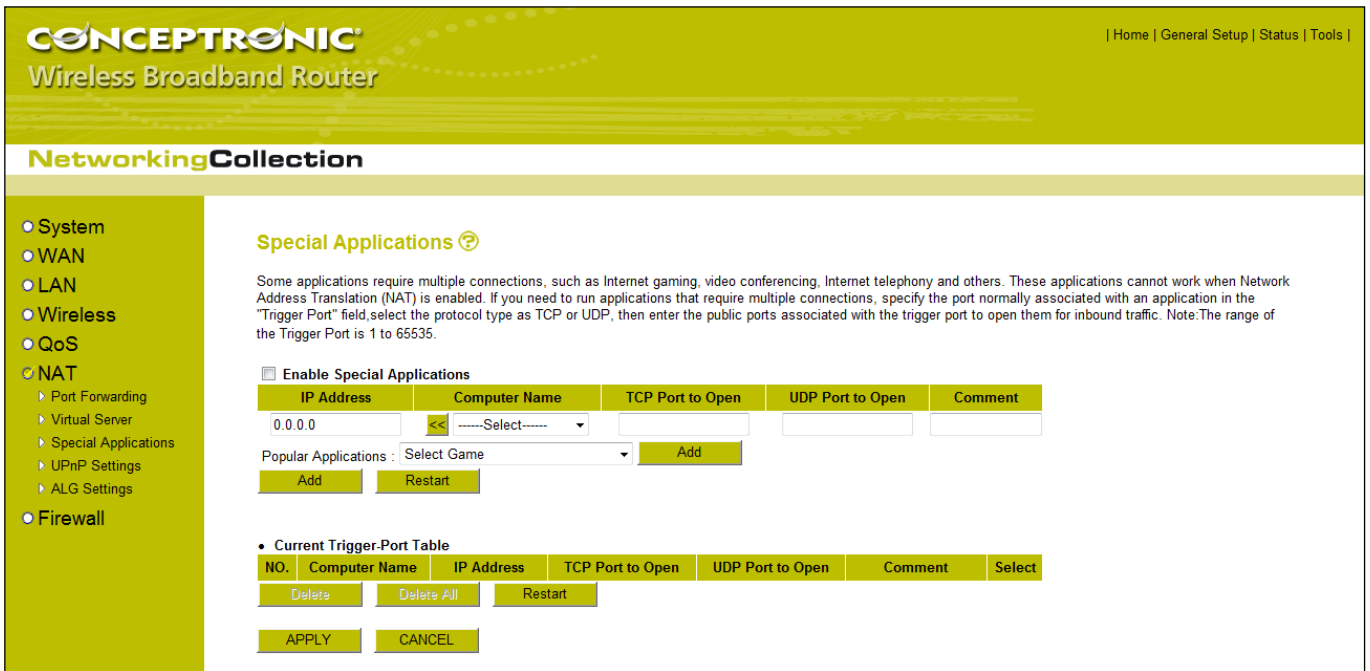 CONCEPTRONIC
| Home | General Setup | Status | Tools |
Wireless Broadband Router
NetworkingCollection
System
WAN
LAN
Wireless
QoS
NAT
Port Forwarding
Virtual Server
Special Applications
UPnP Settings
ALG Settings
Firewall
Special Applications ?
Some applications require multiple connections, such as Internet gaming, video conferencing, Internet telephony and others. These applications cannot work when Network
Address Translation (NAT) is enabled. If you need to run applications that require multiple connections, specify the port normally associated with an application in the
"Trigger Port" field,select the protocol type as TCP or UDP, then enter the public ports associated with the trigger port to open them for inbound traffic. Note:The range of
the Trigger Port is 1 to 65535.
Enable Special Applications
IP Address Computer Name TCP Port to Open UDP Port to Open Comment
0.0.0.0 << ------Select------
Popular Applications : Select Game Add
Add Restart
Current Trigger-Port Table
NO. Computer Name IP Address TCP Port to Open UDP Port to Open Comment Select
Delete Delete All Restart
APPLY CANCEL